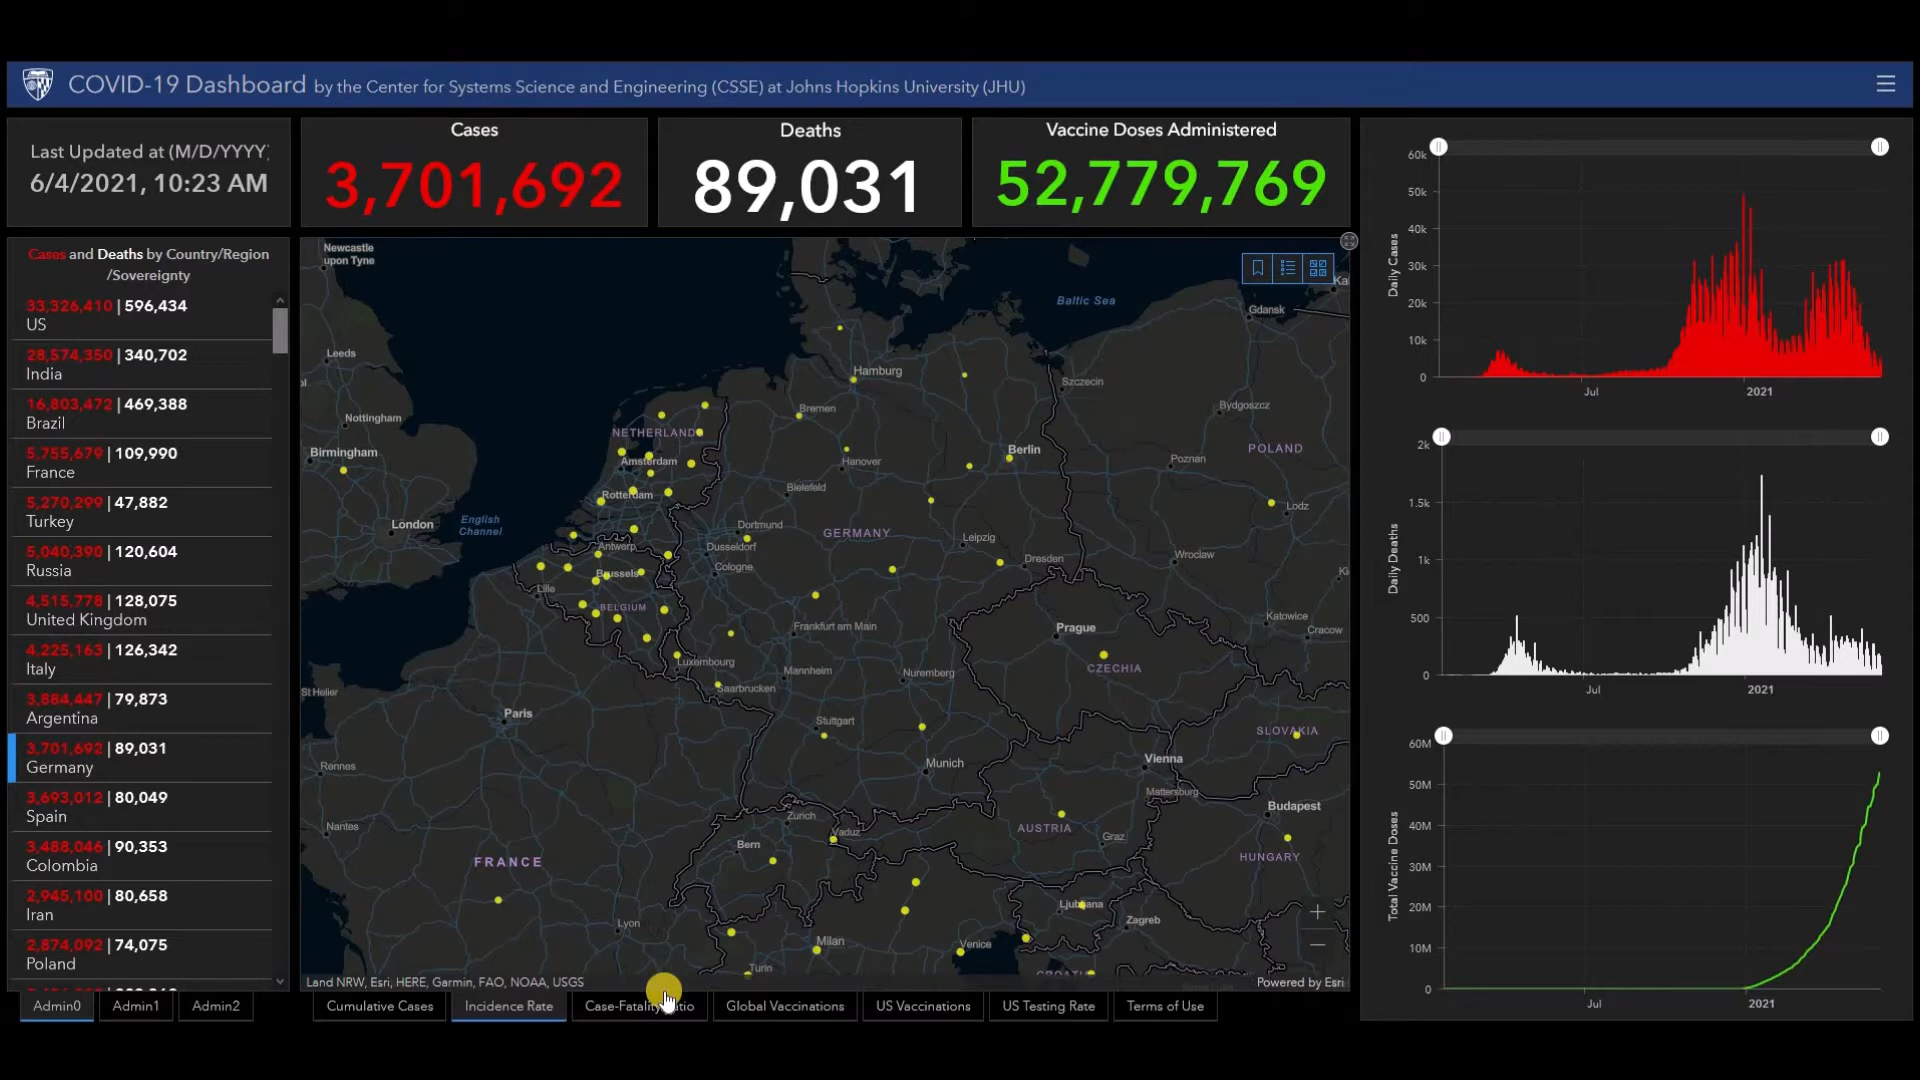 COVID-19 Dashboard by the Center for Systems Science and Engineering (CSSE) at Johns Hopkins University (JHU)
Last Updated at (M/D/YYYY)
6/4/2021, 10:23 AM
Cases
3,701,692
Deaths
89,031
Vaccine Doses Administered
52,779,769
Cases and Deaths by Country/Region
/Sovereignty
33,326,410 | 596,434
US
28,574,350 | 340,702
India
16,803,472 | 469,388
Brazil
5,755,679 | 109,990
France
5,270,299 | 47,882
Turkey
5,040,390 | 120,604
Russia
4,515,778 | 128,075
United Kingdom
4,225,163 | 126,342
Italy
3,884,447 | 79,873
Argentina
3,701,692 | 89,031
Germany
3,693,012 | 80,049
Spain
3,488,046 | 90,353
Colombia
2,945,100 | 80,658
Iran
2,874,092 | 74,075
Poland
Admin0
Admin1
Admin2
Newcastle
upon Tyne
Leeds
Nottingham
Birmingham
London
English
Channel
St Helier
Rennes
Nantes
Paris
FRANCE
Lyon
Lille
NETHERLAND
Amsterdam
Rotterdam
Antwerp
Brussels
BELGIUM
Luxembourg
Saarbrucken
Hamburg
Bremen
Hanover
Bielefeld
Berlin
Dortmund
Dusseldorf
Cologne
GERMANY
Leipzig
Dresden
Frankfurt am Main
Mannheim
Nuremberg
Stuttgart
Munich
Baltic Sea
Gdansk
Ka
Szczecin
Bydgoszcz
Poznan
POLAND
Lodz
Wroclaw
Ki
Katowice
Cracow
Prague
CZECHIA
SLOVAKIA
Vienna
Mattersburg
Budapest
HUNGARY
AUSTRIA
Graz
Zurich
Vaduz
Bern
Ljubljana
Zagreb
Milan
Venice
Turin
CROATIA
Land NRW, Esri, HERE, Garmin, FAO, NOAA, USGS
Powered by Esri
Cumulative Cases
Incidence Rate
Case-Fatality Ratio
Global Vaccinations
US Vaccinations
US Testing Rate
Terms of Use
Daily Cases
60k
50k
40k
30k
20k
10k
0
Jul
2021
Daily Deaths
2k
1.5k
1k
500
0
Jul
2021
Total Vaccine Doses
60M
50M
40M
30M
20M
10M
0
Jul
2021